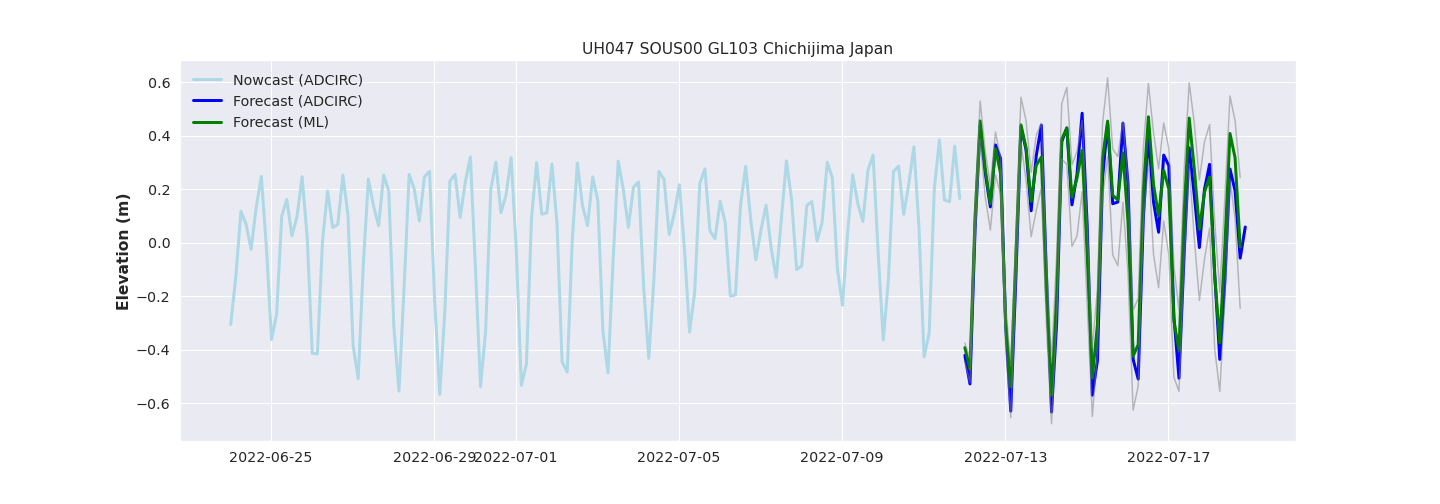 UH047 SOUS00 GL103 Chichijima Japan
Nowcast (ADCIRC)
Forecast (ADCIRC)
Forecast (ML)
Elevation (m)
0.6
0.4
0.2
0.0
−0.2
−0.4
−0.6
2022-06-25 2022-06-29 2022-07-01 2022-07-05 2022-07-09 2022-07-13 2022-07-17